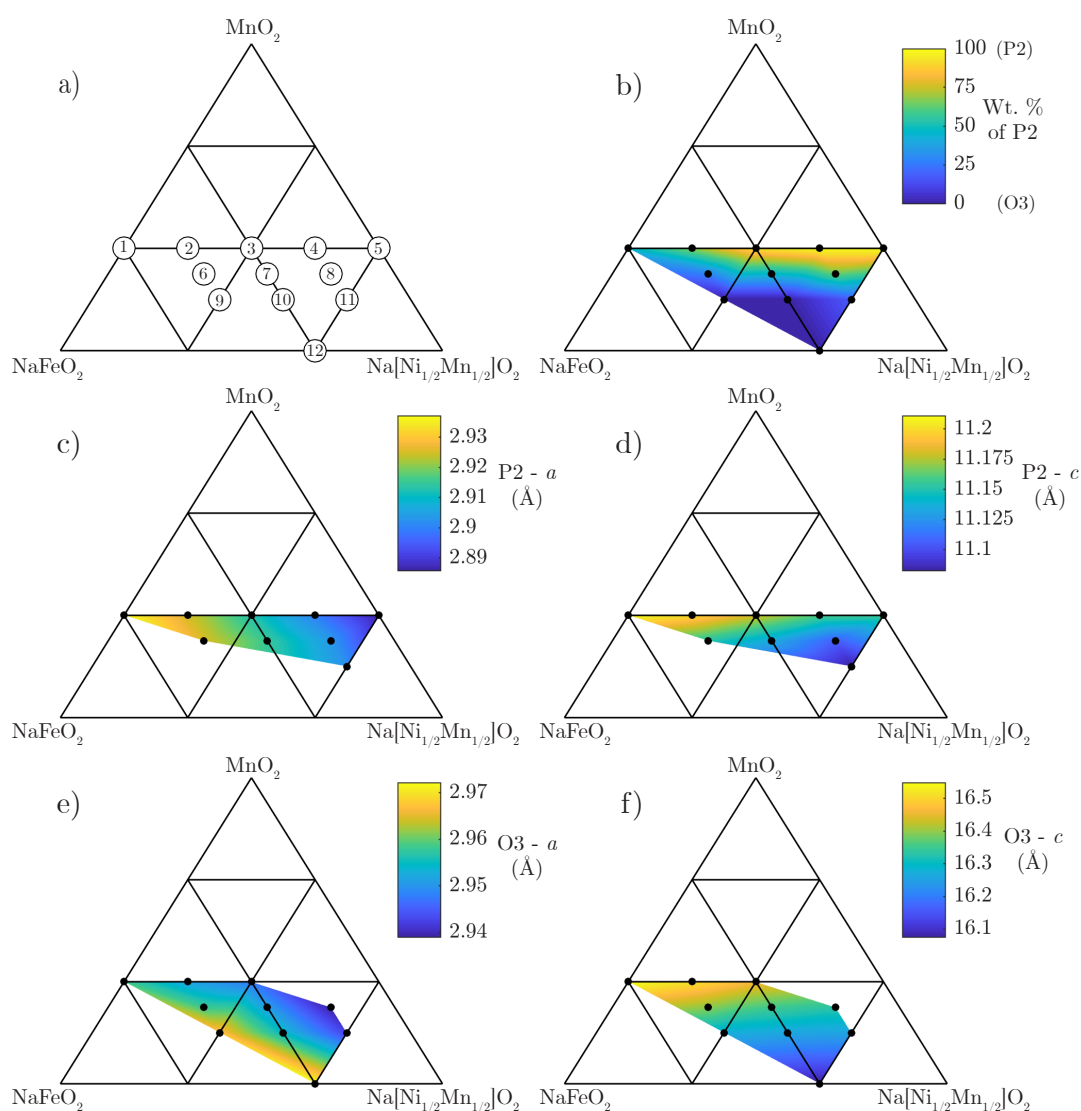 MnO2
a)
1 2 3 4 5
6 7 8
9 10 11
12
NaFeO2 Na[Ni1/2Mn1/2]O2
MnO2
b)
100 (P2)
75
Wt. %
50
of P2
25
0 (O3)
NaFeO2 Na[Ni1/2Mn1/2]O2
MnO2
c)
2.93
2.92
P2 - a
2.91
(Å)
2.9
2.89
NaFeO2 Na[Ni1/2Mn1/2]O2
MnO2
d)
11.2
11.175
P2 - c
11.15
(Å)
11.125
11.1
NaFeO2 Na[Ni1/2Mn1/2]O2
MnO2
e)
2.97
2.96
O3 - a
(Å)
2.95
2.94
NaFeO2 Na[Ni1/2Mn1/2]O2
MnO2
f)
16.5
16.4
O3 - c
16.3
(Å)
16.2
16.1
NaFeO2 Na[Ni1/2Mn1/2]O2